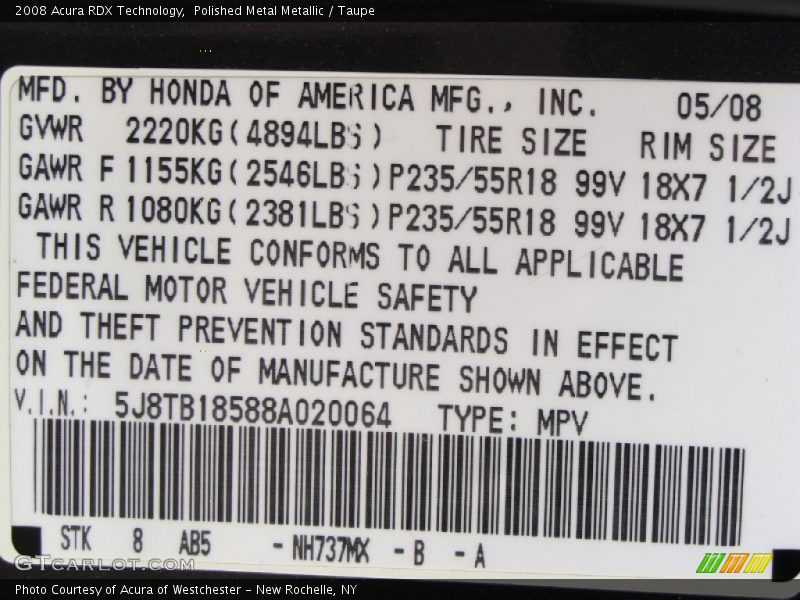 2008 Acura RDX Technology,  Polished Metal Metallic / Taupe
MFD. BY HONDA OF AMERICA MFG., INC. 05/08
GVWR 2220KG(4894LBS) TIRE SIZE RIM SIZE
GAWR F 1155KG(2546LBS) P235/55R18 99V 18X7 1/2J
GAWR R 1080KG(2381LBS) P235/55R18 99V 18X7 1/2J
THIS VEHICLE CONFORMS TO ALL APPLICABLE
FEDERAL MOTOR VEHICLE SAFETY
AND THEFT PREVENTION STANDARDS IN EFFECT
ON THE DATE OF MANUFACTURE SHOWN ABOVE.
V.I.N.: 5J8TB18588A020064 TYPE: MPV
STK 8 AB5 - NH737MX - B - A
GTCARLOT.COM
Photo Courtesy of Acura of Westchester - New Rochelle, NY